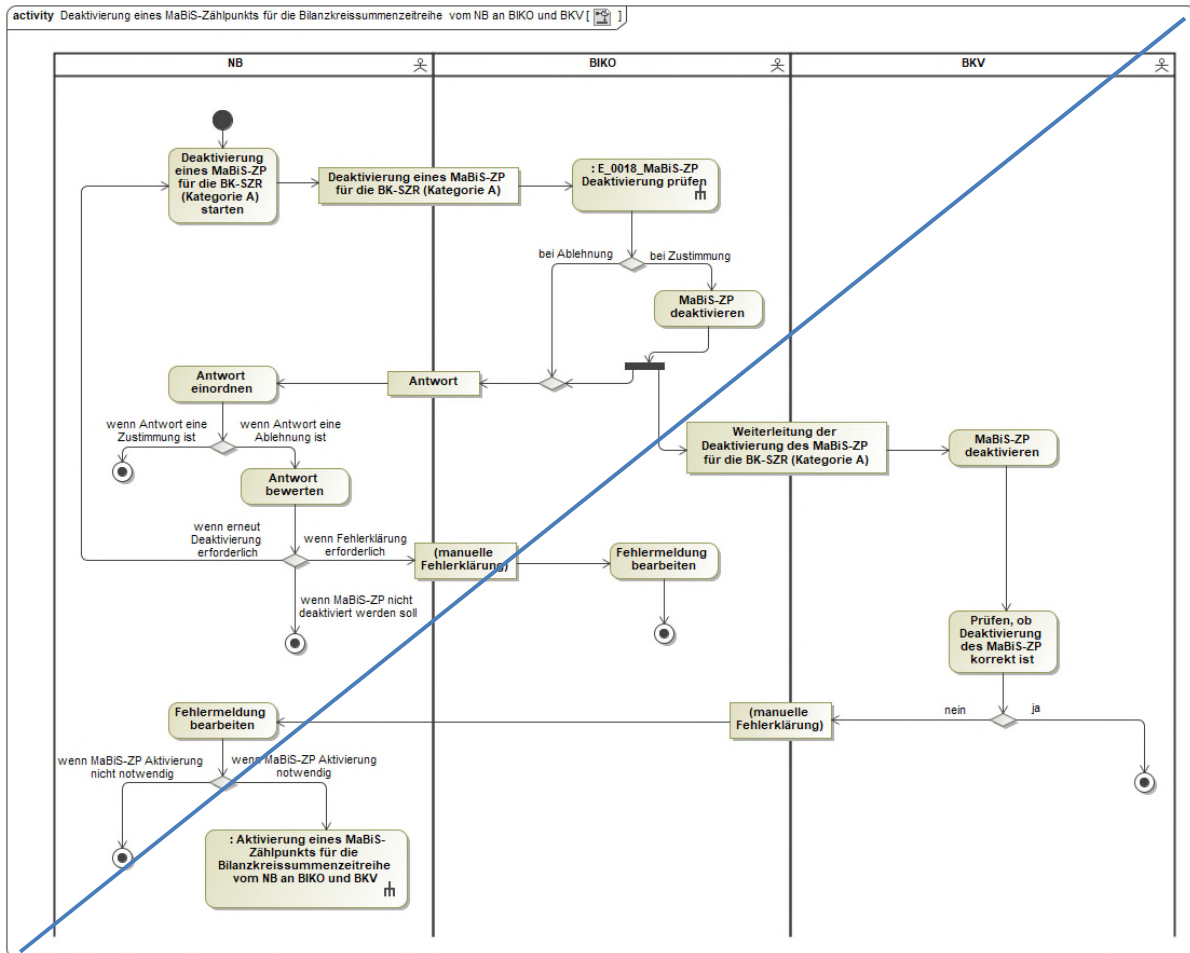 activity Deaktivierung eines MaBiS-Zählpunkts für die Bilanzkreissummenzeitreihe vom NB an BIKO und BKV [ ]
NB
BIKO
BKV
Deaktivierung
eines MaBiS-ZP
für die BK-SZR
(Kategorie A)
starten
Deaktivierung eines MaBiS-ZP
für die BK-SZR (Kategorie A)
: E_0018_MaBiS-ZP
Deaktivierung prüfen
bei Ablehnung
bei Zustimmung
MaBiS-ZP
deaktivieren
Antwort
einordnen
Antwort
wenn Antwort eine
Zustimmung ist
wenn Antwort eine
Ablehnung ist
Weiterleitung der
Deaktivierung des MaBiS-ZP
für die BK-SZR (Kategorie A)
MaBiS-ZP
deaktivieren
Antwort
bewerten
wenn erneut
Deaktivierung
erforderlich
wenn Fehlerklärung
erforderlich
(manuelle
Fehlerklärung)
Fehlermeldung
bearbeiten
wenn MaBiS-ZP nicht
deaktiviert werden soll
Prüfen, ob
Deaktivierung
des MaBiS-ZP
korrekt ist
Fehlermeldung
bearbeiten
(manuelle
Fehlerklärung)
nein
ja
wenn MaBiS-ZP Aktivierung
nicht notwendig
wenn MaBiS-ZP Aktivierung
notwendig
: Aktivierung eines MaBiS-
Zählpunkts für die
Bilanzkreissummenzeitreihe
vom NB an BIKO und BKV